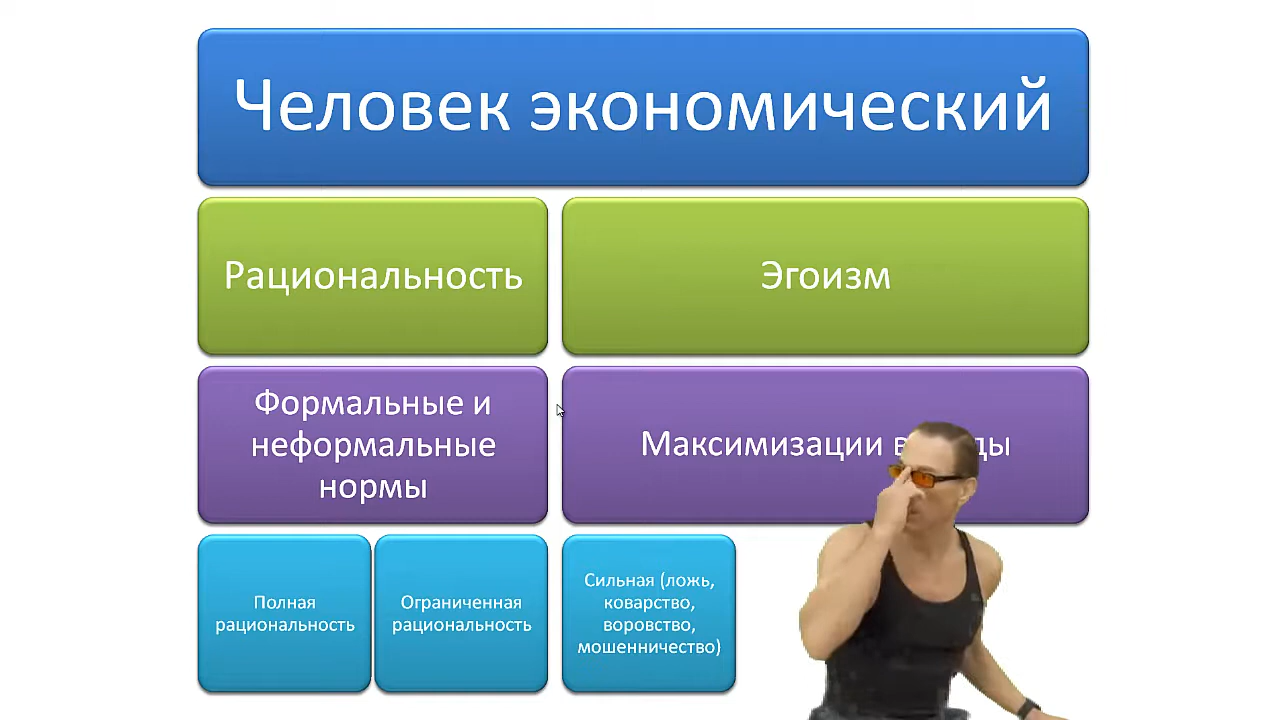 Человек экономический
Рациональность
Эгоизм
Формальные и
неформальные
нормы
Максимизации
Полная
рациональность
Ограниченная
рациональность
Сильная (ложь,
коварство,
воровство,
мошенничество)